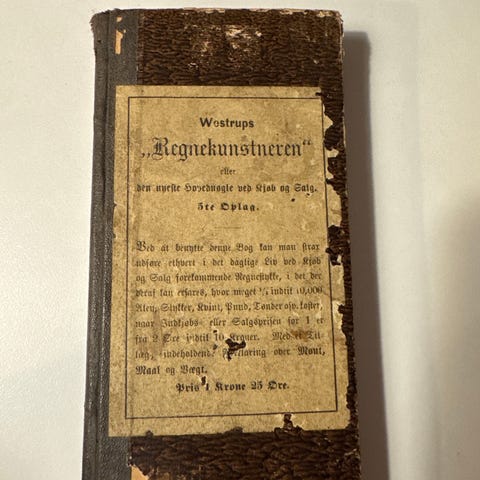 Westrups
„Regnekunstneren“
eller
den nyeste Hovednøgle ved Kjøb og Salg.
5te Oplag.
Ved at benytte denne Bog kan man strax
udføre ethvert i det daglige Liv ved Kjøb
og Salg forekommende Regnestykke, i det der
deraf kan erfares, hvor meget ½ indtil 10,000
Alen, Stykker, Kvint, Pund, Tønder osv. koster,
naar Indkjøbs- eller Salgsprisen for 1 er
fra 2 Øre indtil 10 Kroner. Med et Til-
læg, indeholdende Forklaring over Mønt,
Maal og Vægt.
Pris 1 Krone 25 Øre.